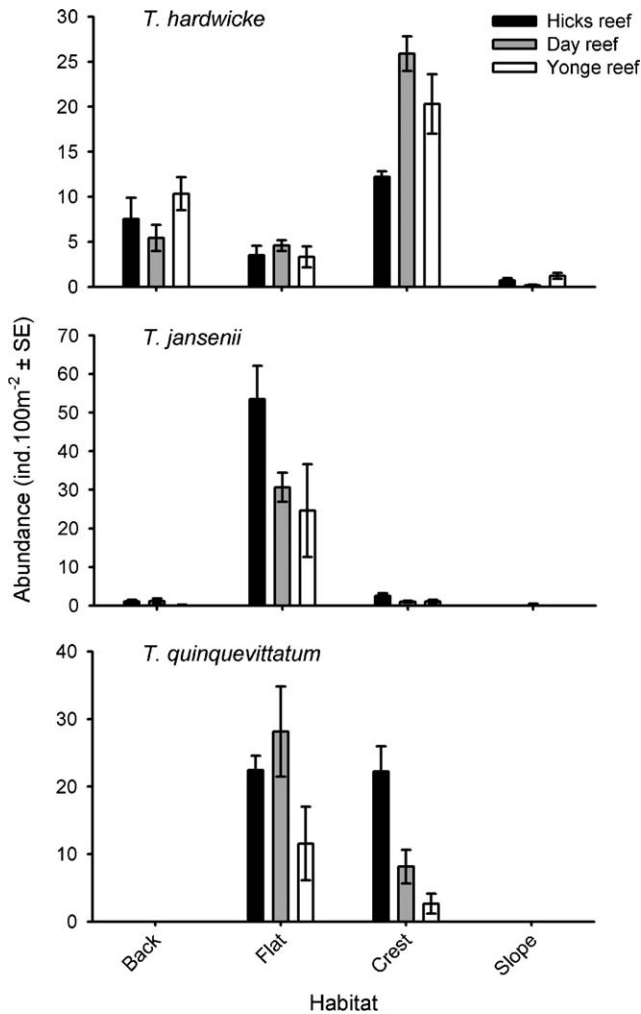 T. hardwicke
Hicks reef
Day reef
Yonge reef
30
25
20
15
10
5
0
T. jansenii
70
60
50
40
30
20
10
0
Abundance (ind.100m⁻² ± SE)
T. quinquevittatum
40
30
20
10
0
Back
Flat
Crest
Slope
Habitat